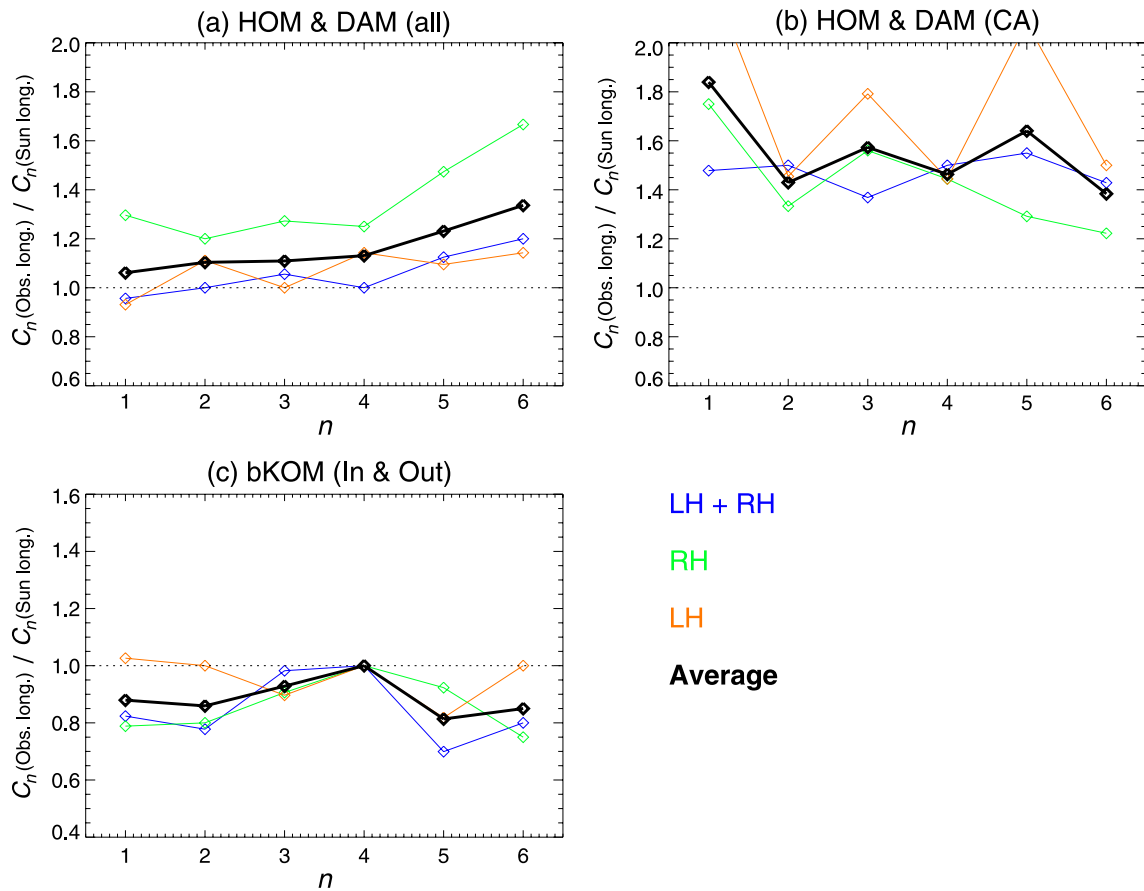 (a) HOM & DAM (all)
C_n(Obs. long.) / C_n(Sun long.)
2.0
1.8
1.6
1.4
1.2
1.0
0.8
0.6
1 2 3 4 5 6
n
(b) HOM & DAM (CA)
C_n(Obs. long.) / C_n(Sun long.)
2.0
1.8
1.6
1.4
1.2
1.0
0.8
0.6
1 2 3 4 5 6
n
(c) bKOM (In & Out)
C_n(Obs. long.) / C_n(Sun long.)
1.6
1.4
1.2
1.0
0.8
0.6
0.4
1 2 3 4 5 6
n
LH + RH
RH
LH
Average